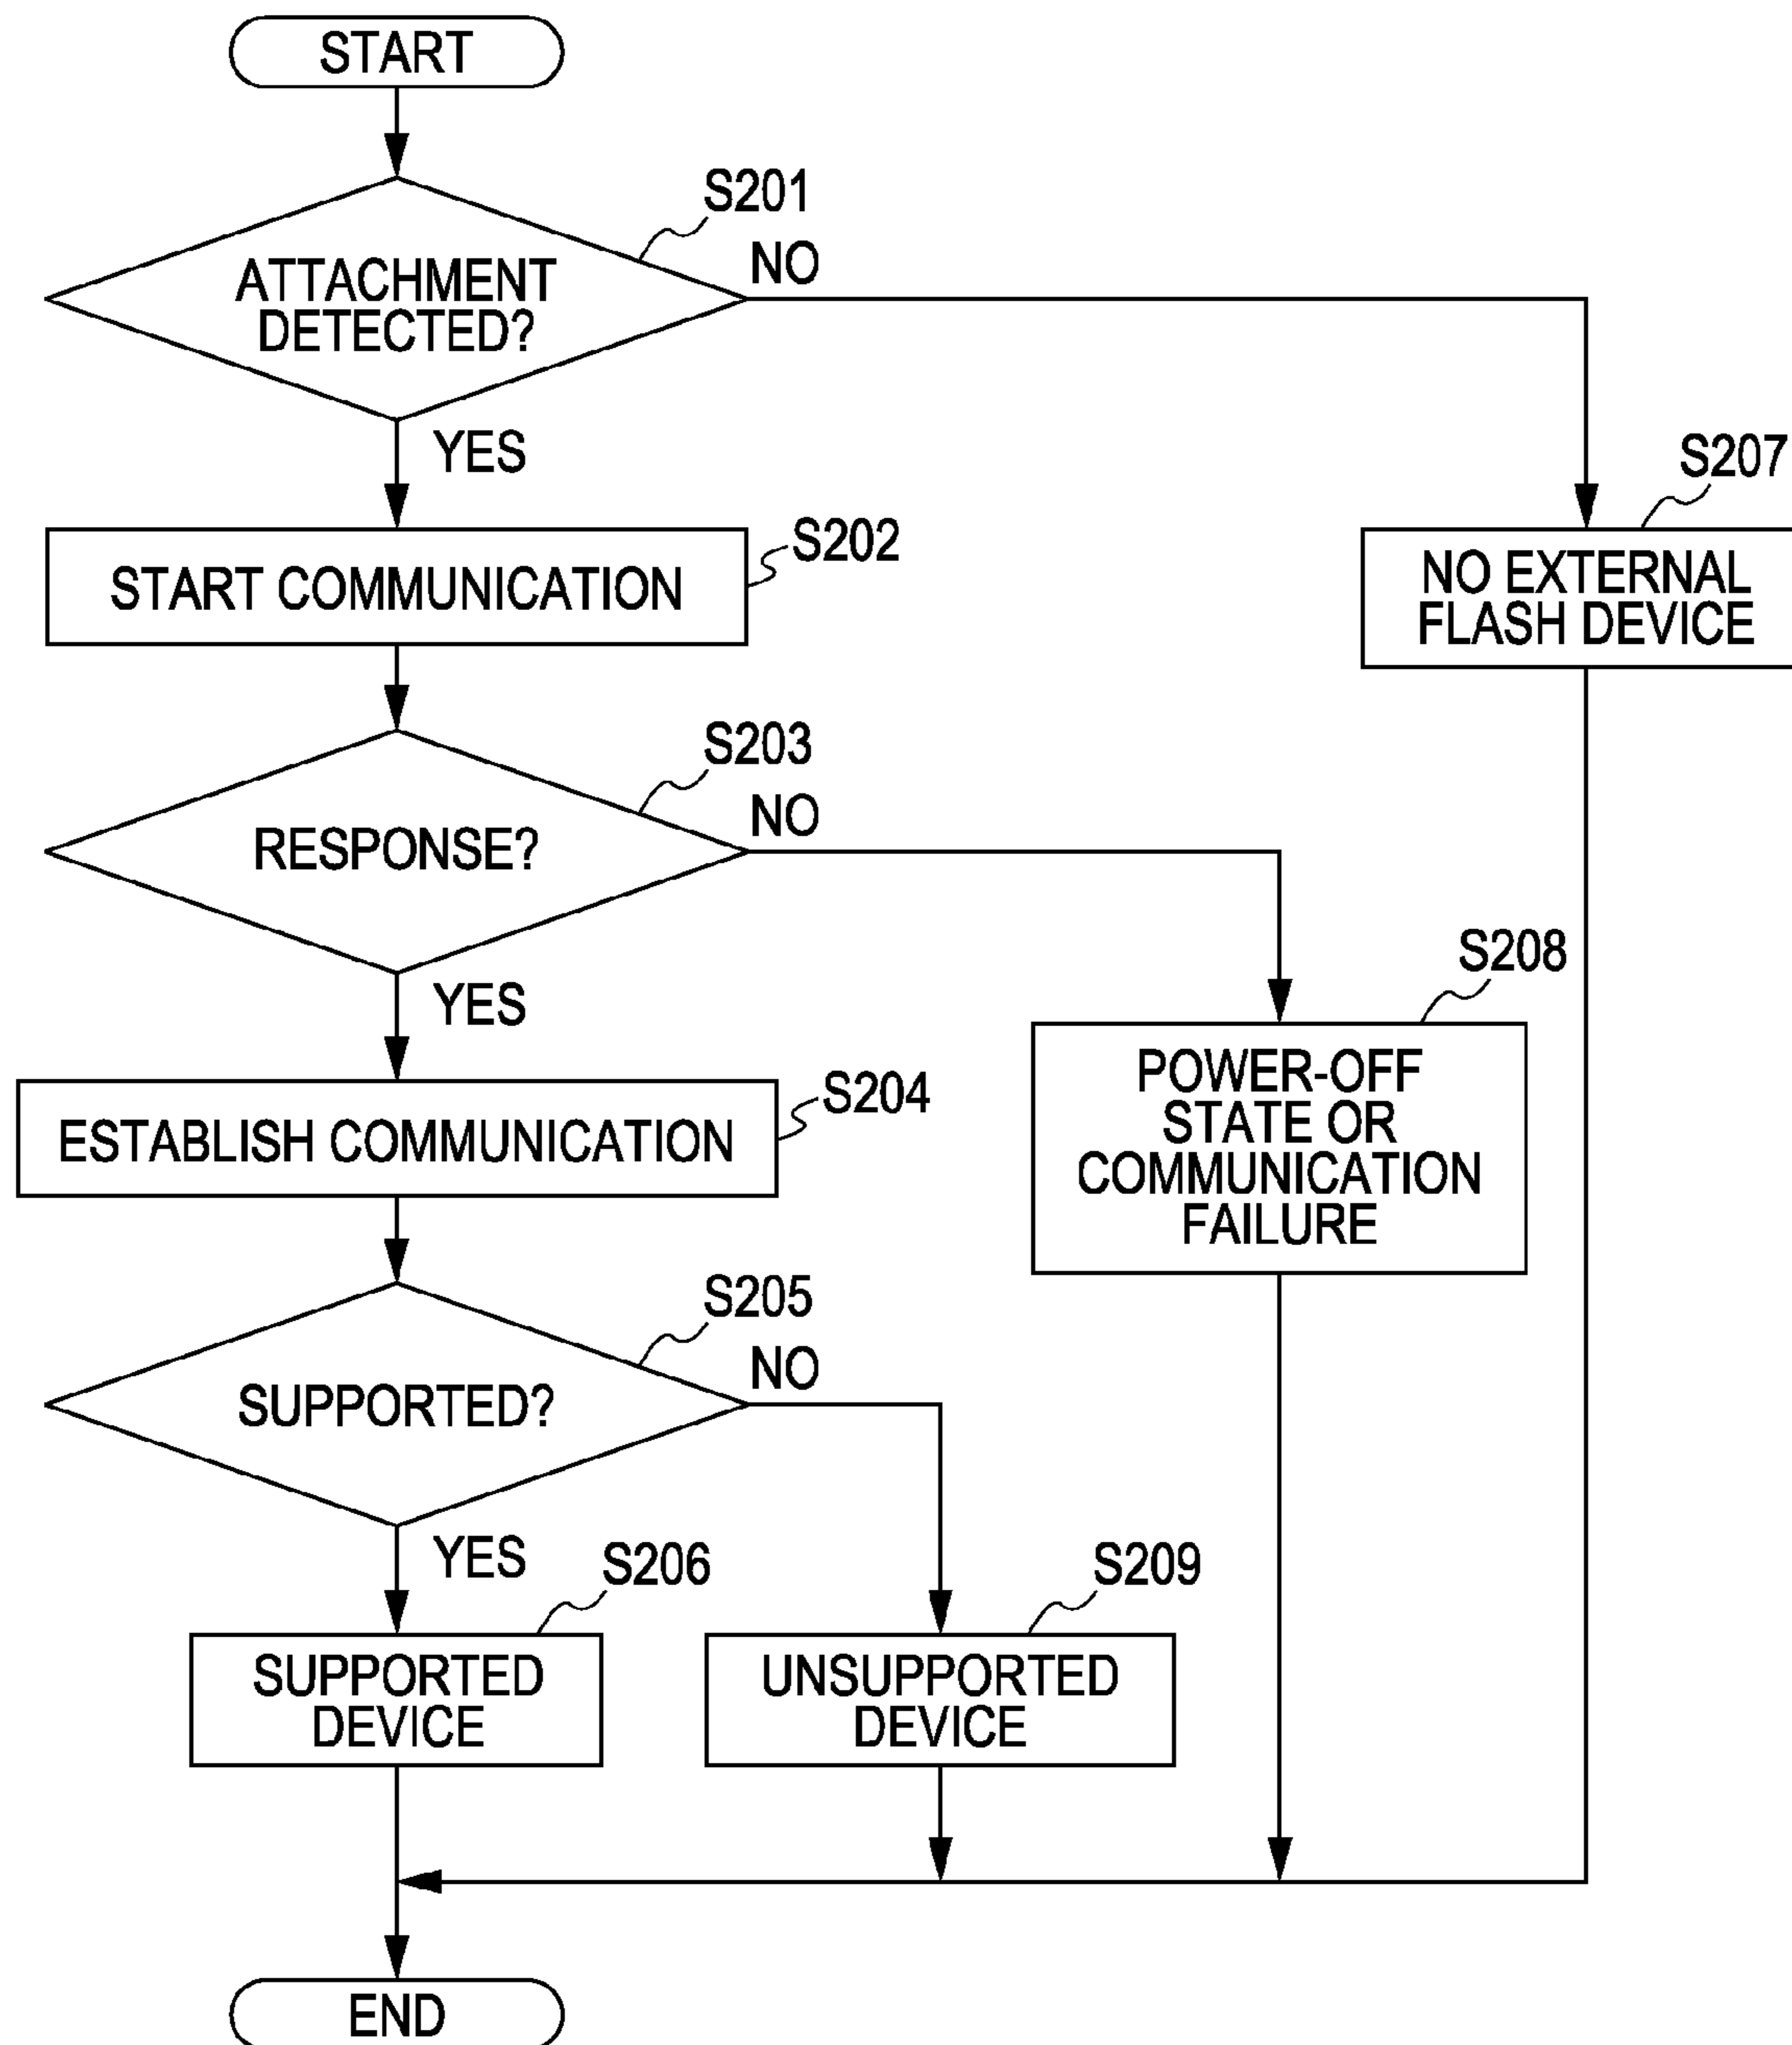 START
S201
NO
ATTACHMENT
DETECTED?
YES
S207
NO EXTERNAL
FLASH DEVICE
S202
START COMMUNICATION
S203
NO
RESPONSE?
YES
S208
POWER-OFF
STATE OR
COMMUNICATION
FAILURE
S204
ESTABLISH COMMUNICATION
S205
NO
SUPPORTED?
YES
S206
SUPPORTED
DEVICE
S209
UNSUPPORTED
DEVICE
END